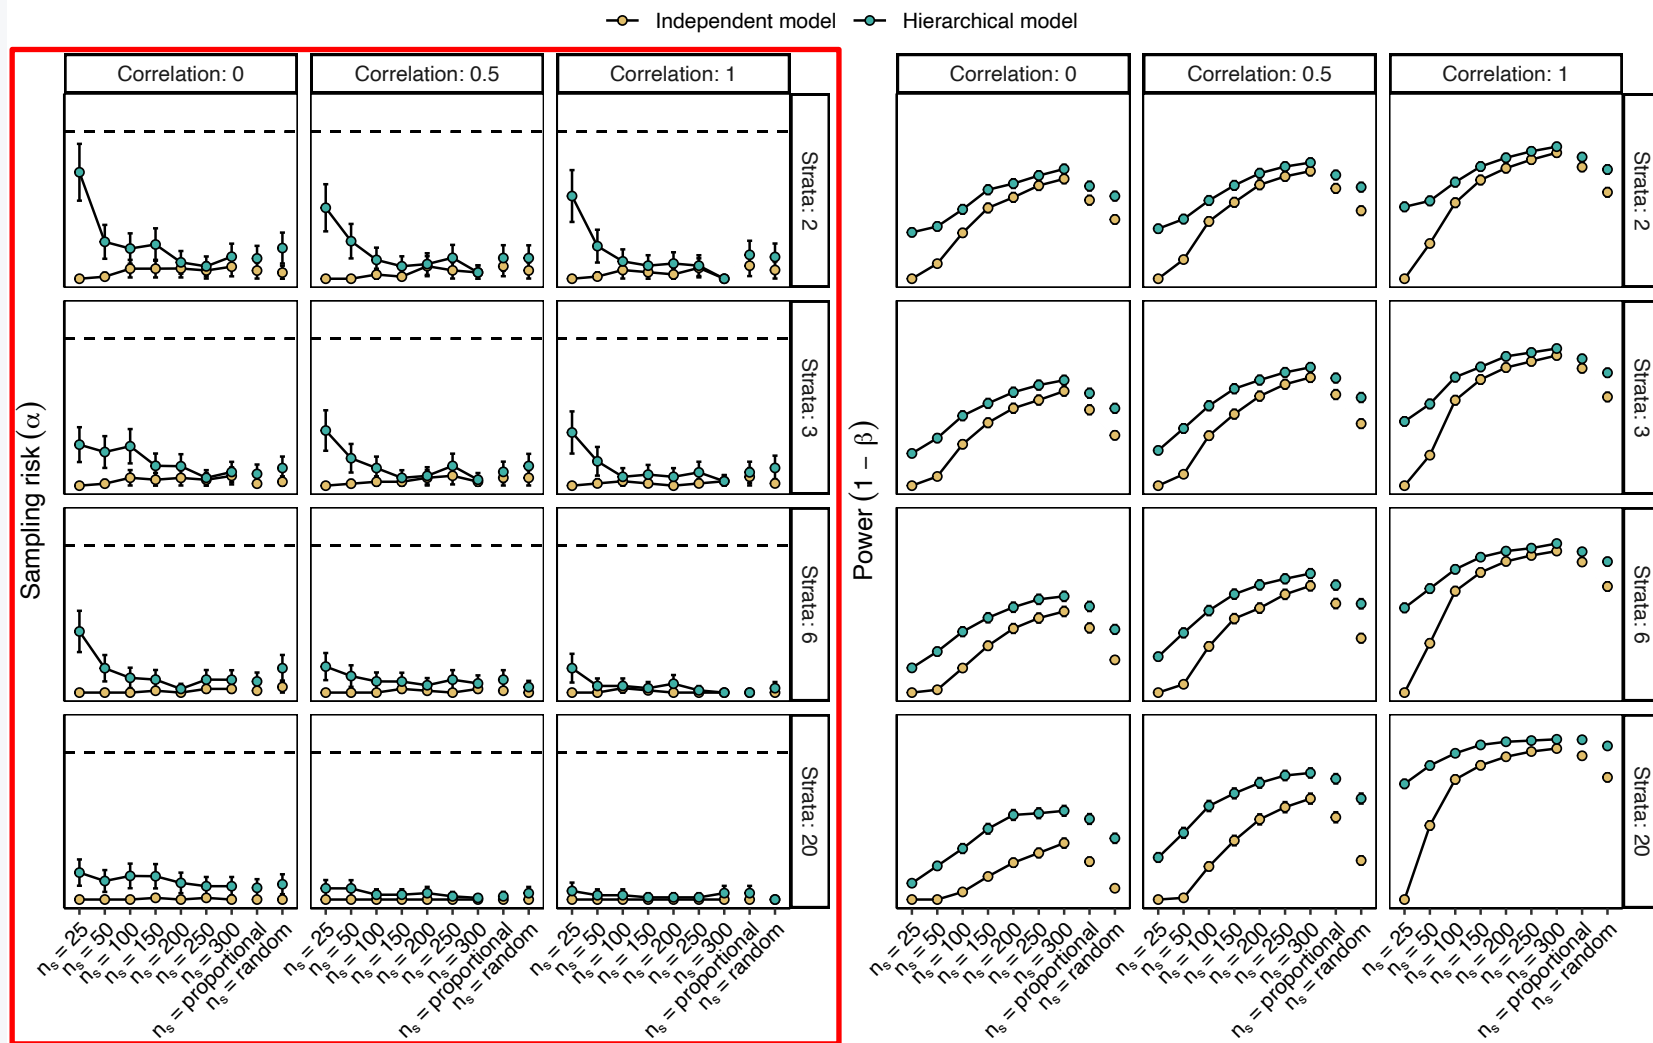 Independent model
Hierarchical model
Correlation: 0
Correlation: 0.5
Correlation: 1
Strata: 2
Strata: 3
Strata: 6
Strata: 20
Sampling risk (α)
nₛ = 25
nₛ = 50
nₛ = 100
nₛ = 150
nₛ = 200
nₛ = 250
nₛ = 300
nₛ = proportional
nₛ = random
nₛ = 25
nₛ = 50
nₛ = 100
nₛ = 150
nₛ = 200
nₛ = 250
nₛ = 300
nₛ = proportional
nₛ = random
nₛ = 25
nₛ = 50
nₛ = 100
nₛ = 150
nₛ = 200
nₛ = 250
nₛ = 300
nₛ = proportional
nₛ = random
Correlation: 0
Correlation: 0.5
Correlation: 1
Strata: 2
Strata: 3
Strata: 6
Strata: 20
Power (1 − β)
nₛ = 25
nₛ = 50
nₛ = 100
nₛ = 150
nₛ = 200
nₛ = 250
nₛ = 300
nₛ = proportional
nₛ = random
nₛ = 25
nₛ = 50
nₛ = 100
nₛ = 150
nₛ = 200
nₛ = 250
nₛ = 300
nₛ = proportional
nₛ = random
nₛ = 25
nₛ = 50
nₛ = 100
nₛ = 150
nₛ = 200
nₛ = 250
nₛ = 300
nₛ = proportional
nₛ = random